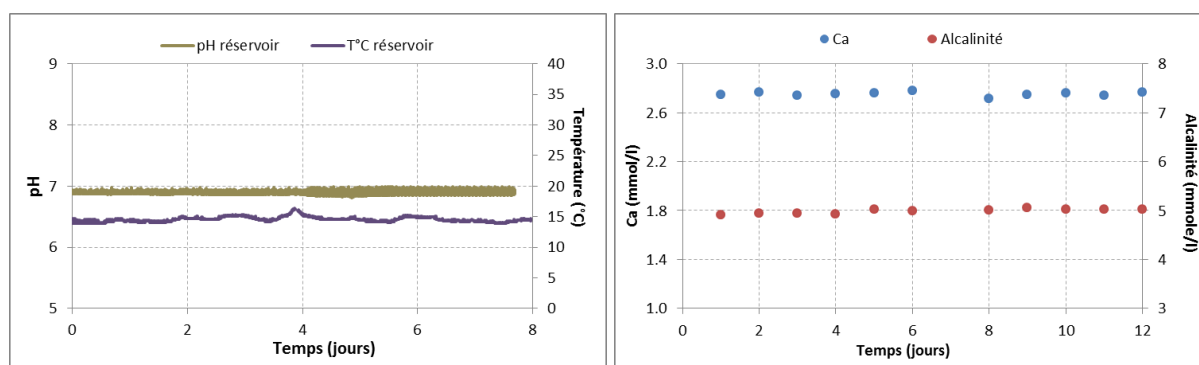 pH réservoir T°C réservoir
9 40
35
8 30
25
7 20
15
6 10
5
5 0
0 2 4 6 8
pH
Température (°C)
Temps (jours)
Ca Alcalinité
3.0 8
2.6 7
2.2 6
1.8 5
1.4 4
1.0 3
0 2 4 6 8 10 12
Ca (mmol/l)
Alcalinité (mmole/l)
Temps (jours)